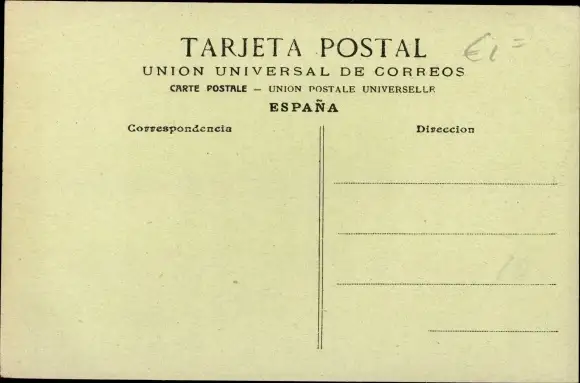 TARJETA POSTAL
UNION UNIVERSAL DE CORREOS
CARTE POSTALE — UNION POSTALE UNIVERSELLE
ESPAÑA
Correspondencia
Direccion